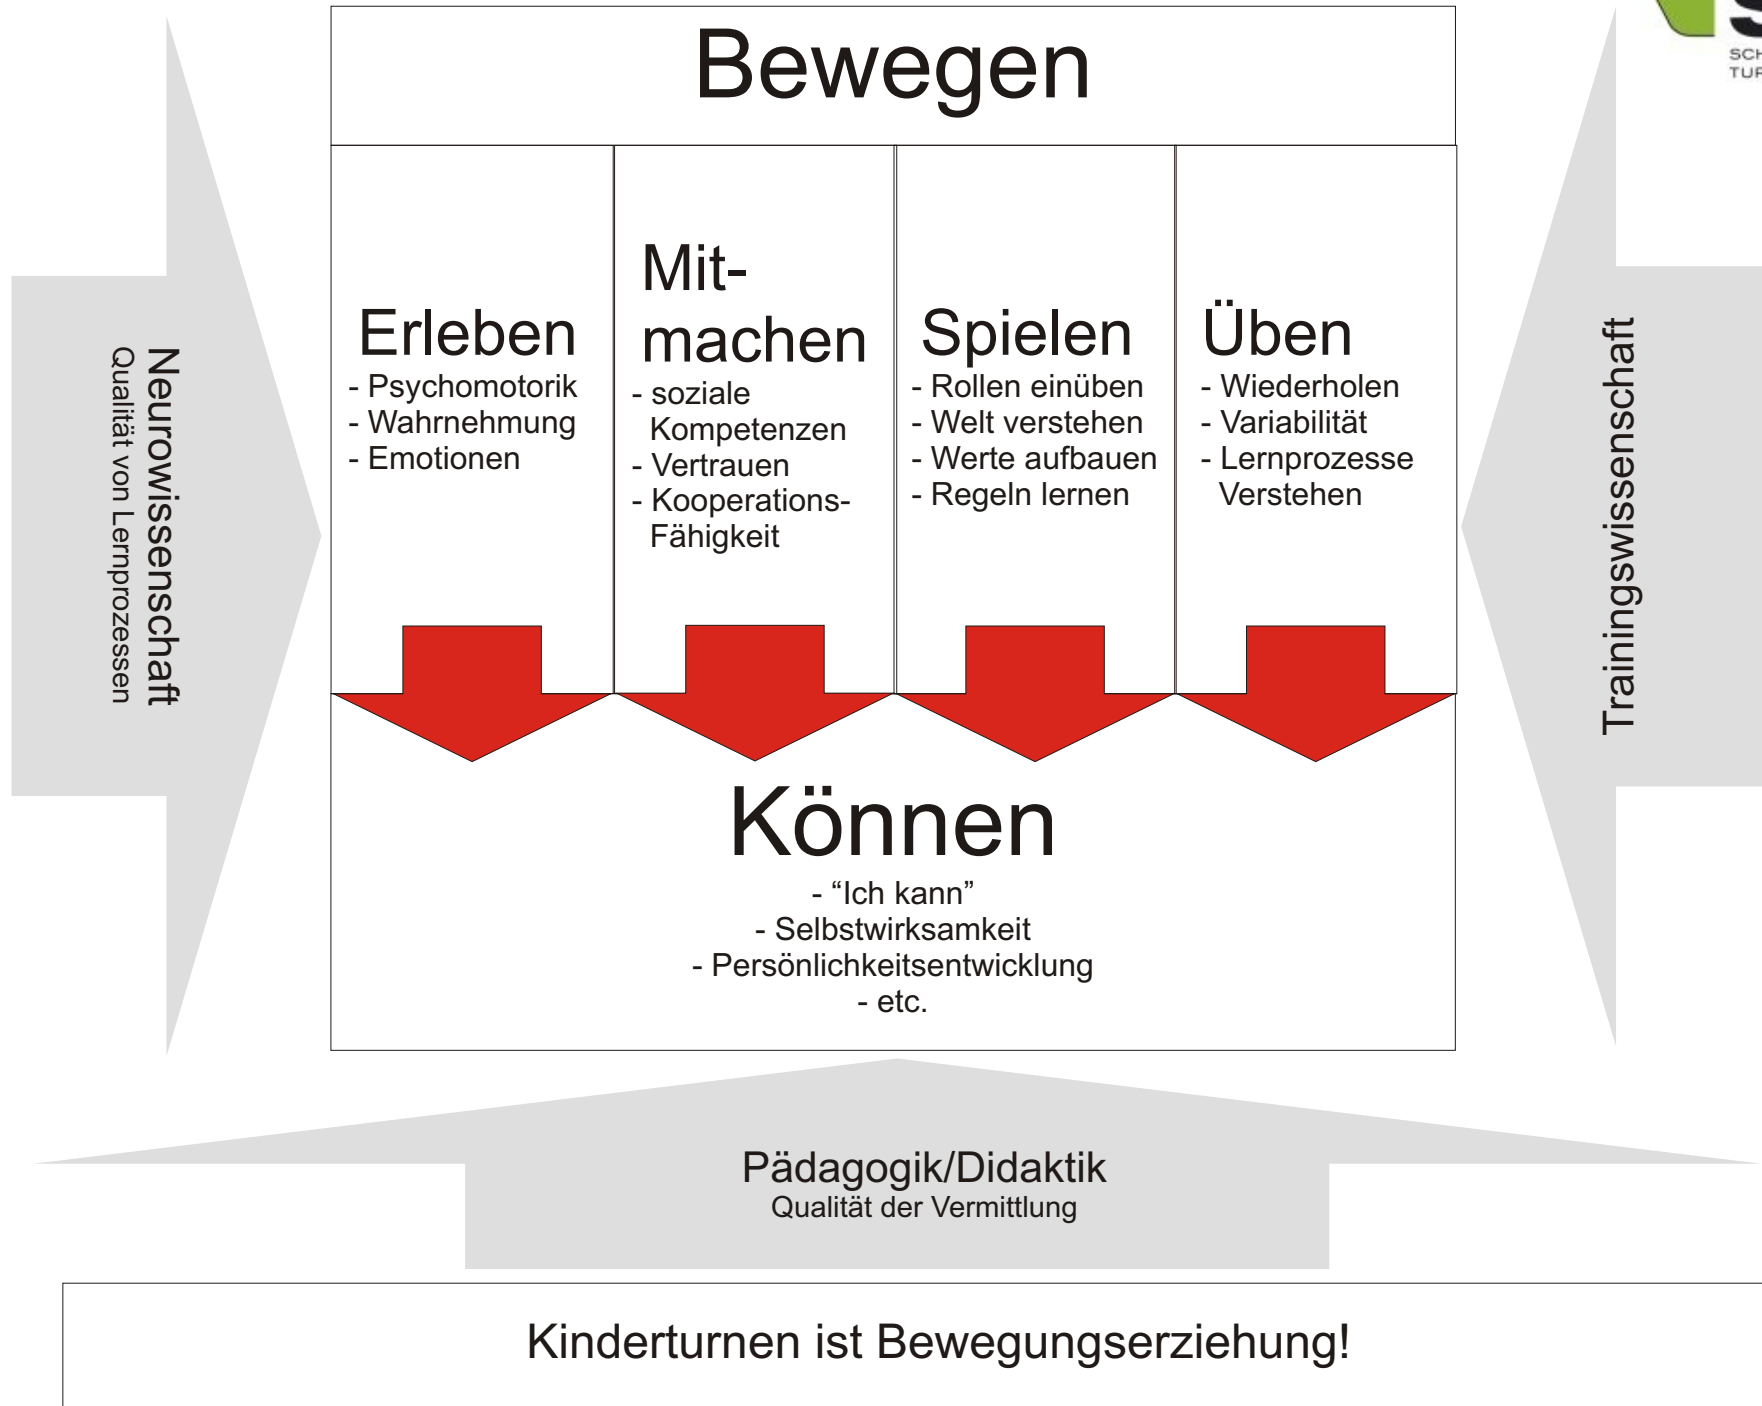 Bewegen
Erleben
- Psychomotorik
- Wahrnehmung
- Emotionen
Mit-
machen
- soziale
Kompetenzen
- Vertrauen
- Kooperations-
Fähigkeit
Spielen
- Rollen einüben
- Welt verstehen
- Werte aufbauen
- Regeln lernen
Üben
- Wiederholen
- Variabilität
- Lernprozesse
Verstehen
Neurowissenschaft
Qualität von Lernprozessen
Trainingswissenschaft
Können
- “Ich kann”
- Selbstwirksamkeit
- Persönlichkeitsentwicklung
- etc.
Pädagogik/Didaktik
Qualität der Vermittlung
Kinderturnen ist Bewegungserziehung!